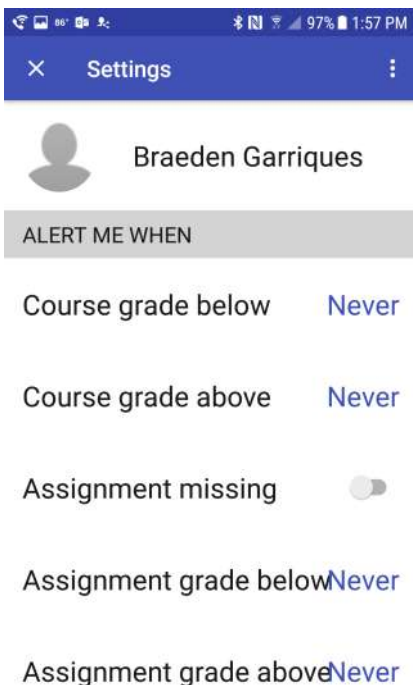 86° 97% 1:57 PM
× Settings
Braeden Garriques
ALERT ME WHEN
Course grade below Never
Course grade above Never
Assignment missing
Assignment grade below Never
Assignment grade above Never